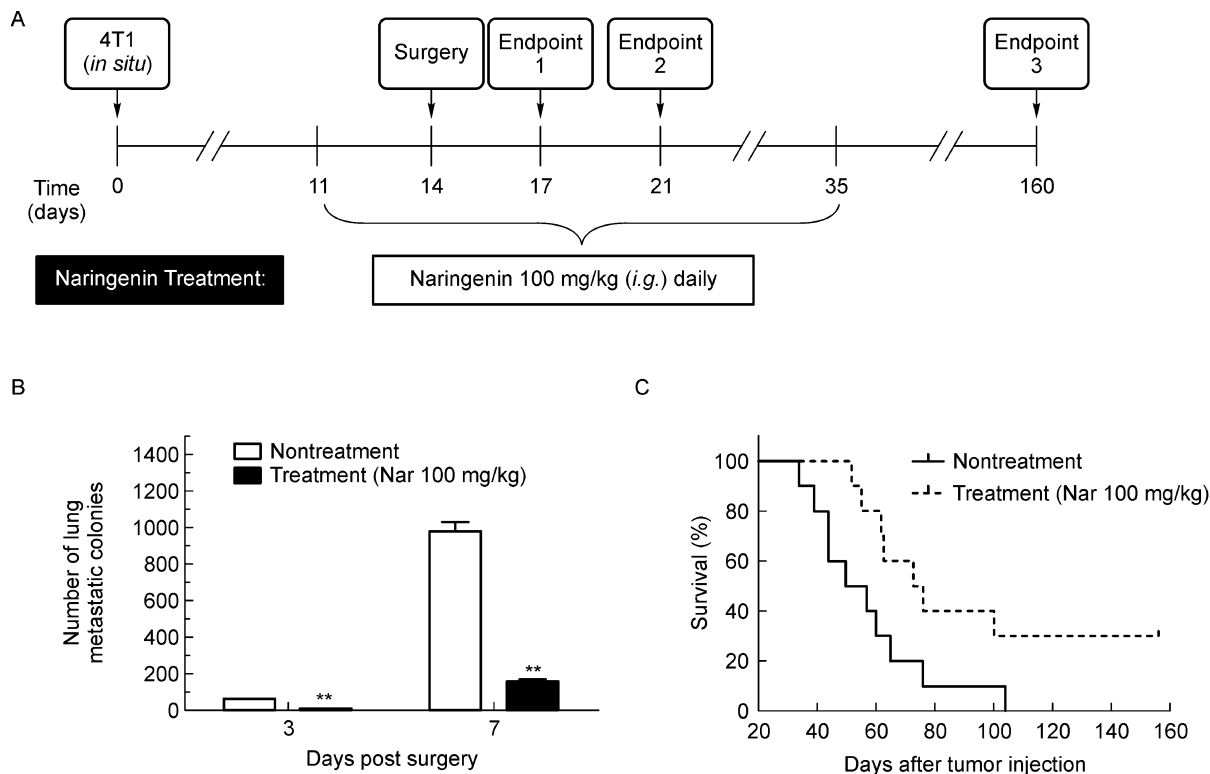 A
4T1
(in situ)
Surgery
Endpoint
1
Endpoint
2
Endpoint
3
Time
(days)
0
11
14
17
21
35
160
Naringenin Treatment:
Naringenin 100 mg/kg (i.g.) daily
B
Number of lung
metastatic colonies
1400
1200
1000
800
600
400
200
0
Nontreatment
Treatment (Nar 100 mg/kg)
**
**
3
7
Days post surgery
C
Survival (%)
100
80
60
40
20
0
Nontreatment
Treatment (Nar 100 mg/kg)
20
40
60
80
100
120
140
160
Days after tumor injection